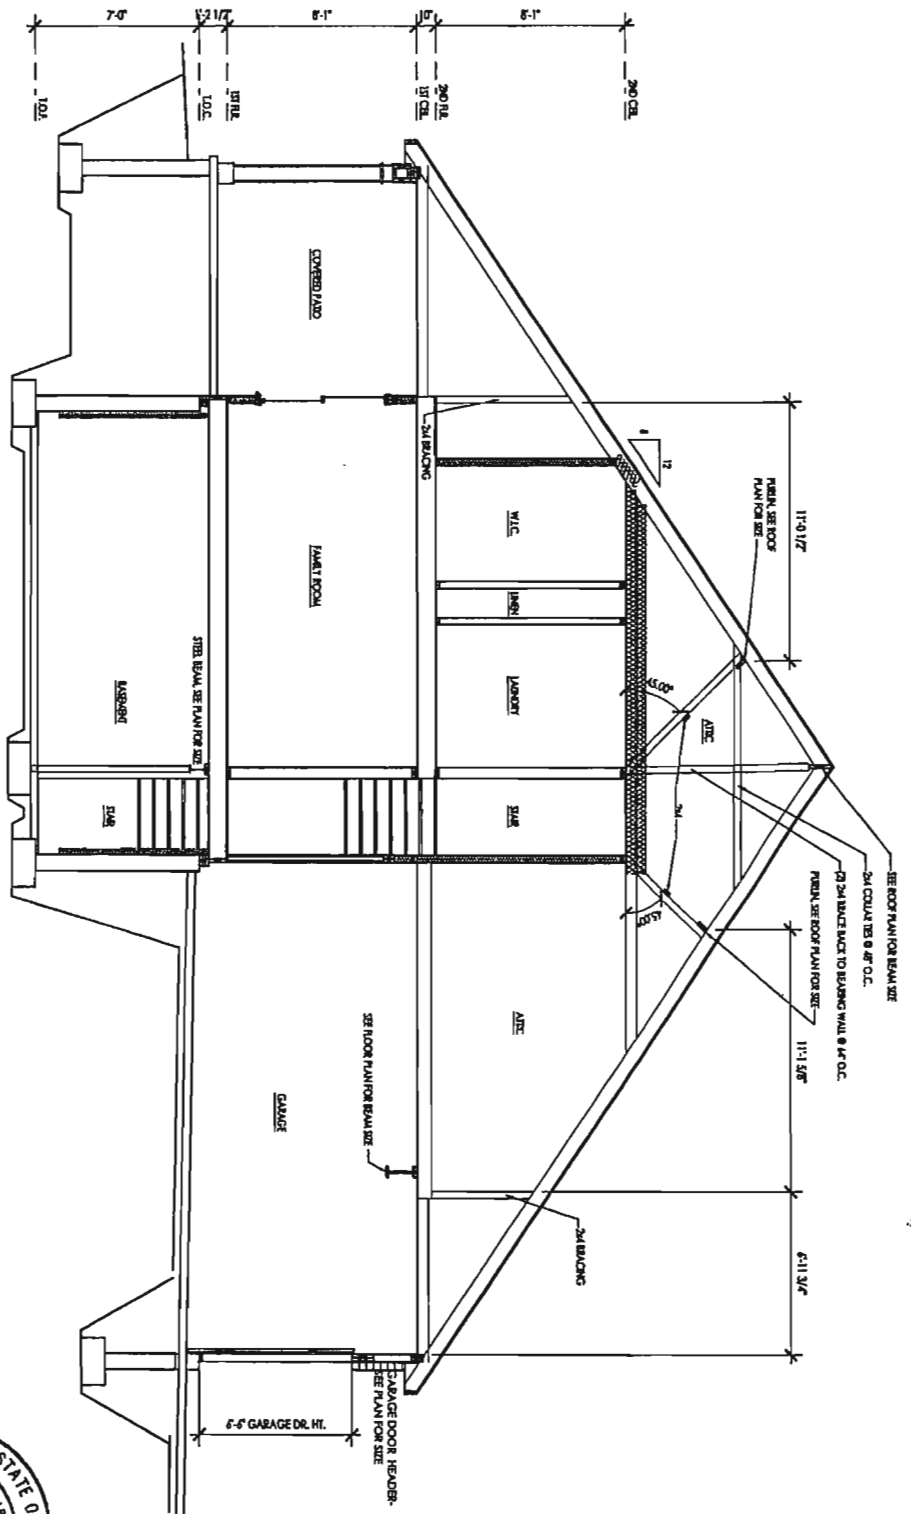 7'-0"
1'-2 1/2"
8'-1"
10"
8'-1"
T.O.F.
T.O.C.
1ST FLR.
1ST CEIL.
2ND FLR.
2ND CEIL.
COVERED PATIO
2x4 BRACING
8
12
11'-0 1/2"
PURLIN, SEE ROOF
PLAN FOR SIZE
W.I.C.
LINEN
LAUNDRY
FAMILY ROOM
STEEL BEAM, SEE PLAN FOR SIZE
BASEMENT
STAIR
STAIR
45.00°
ATTIC
2x4
45.00°
SEE ROOF PLAN FOR BEAM SIZE
2x4 COLLAR TIES @ 48" O.C.
(2) 2x4 BRACE BACK TO BEARING WALL @ 64" O.C.
PURLIN, SEE ROOF PLAN FOR SIZE
11'-1 5/8"
ATTIC
SEE FLOOR PLAN FOR BEAM SIZE
GARAGE
2x4 BRACING
6'-11 3/4"
GARAGE DOOR HEADER-
SEE PLAN FOR SIZE
6'-6" GARAGE DR. HT.
STATE O